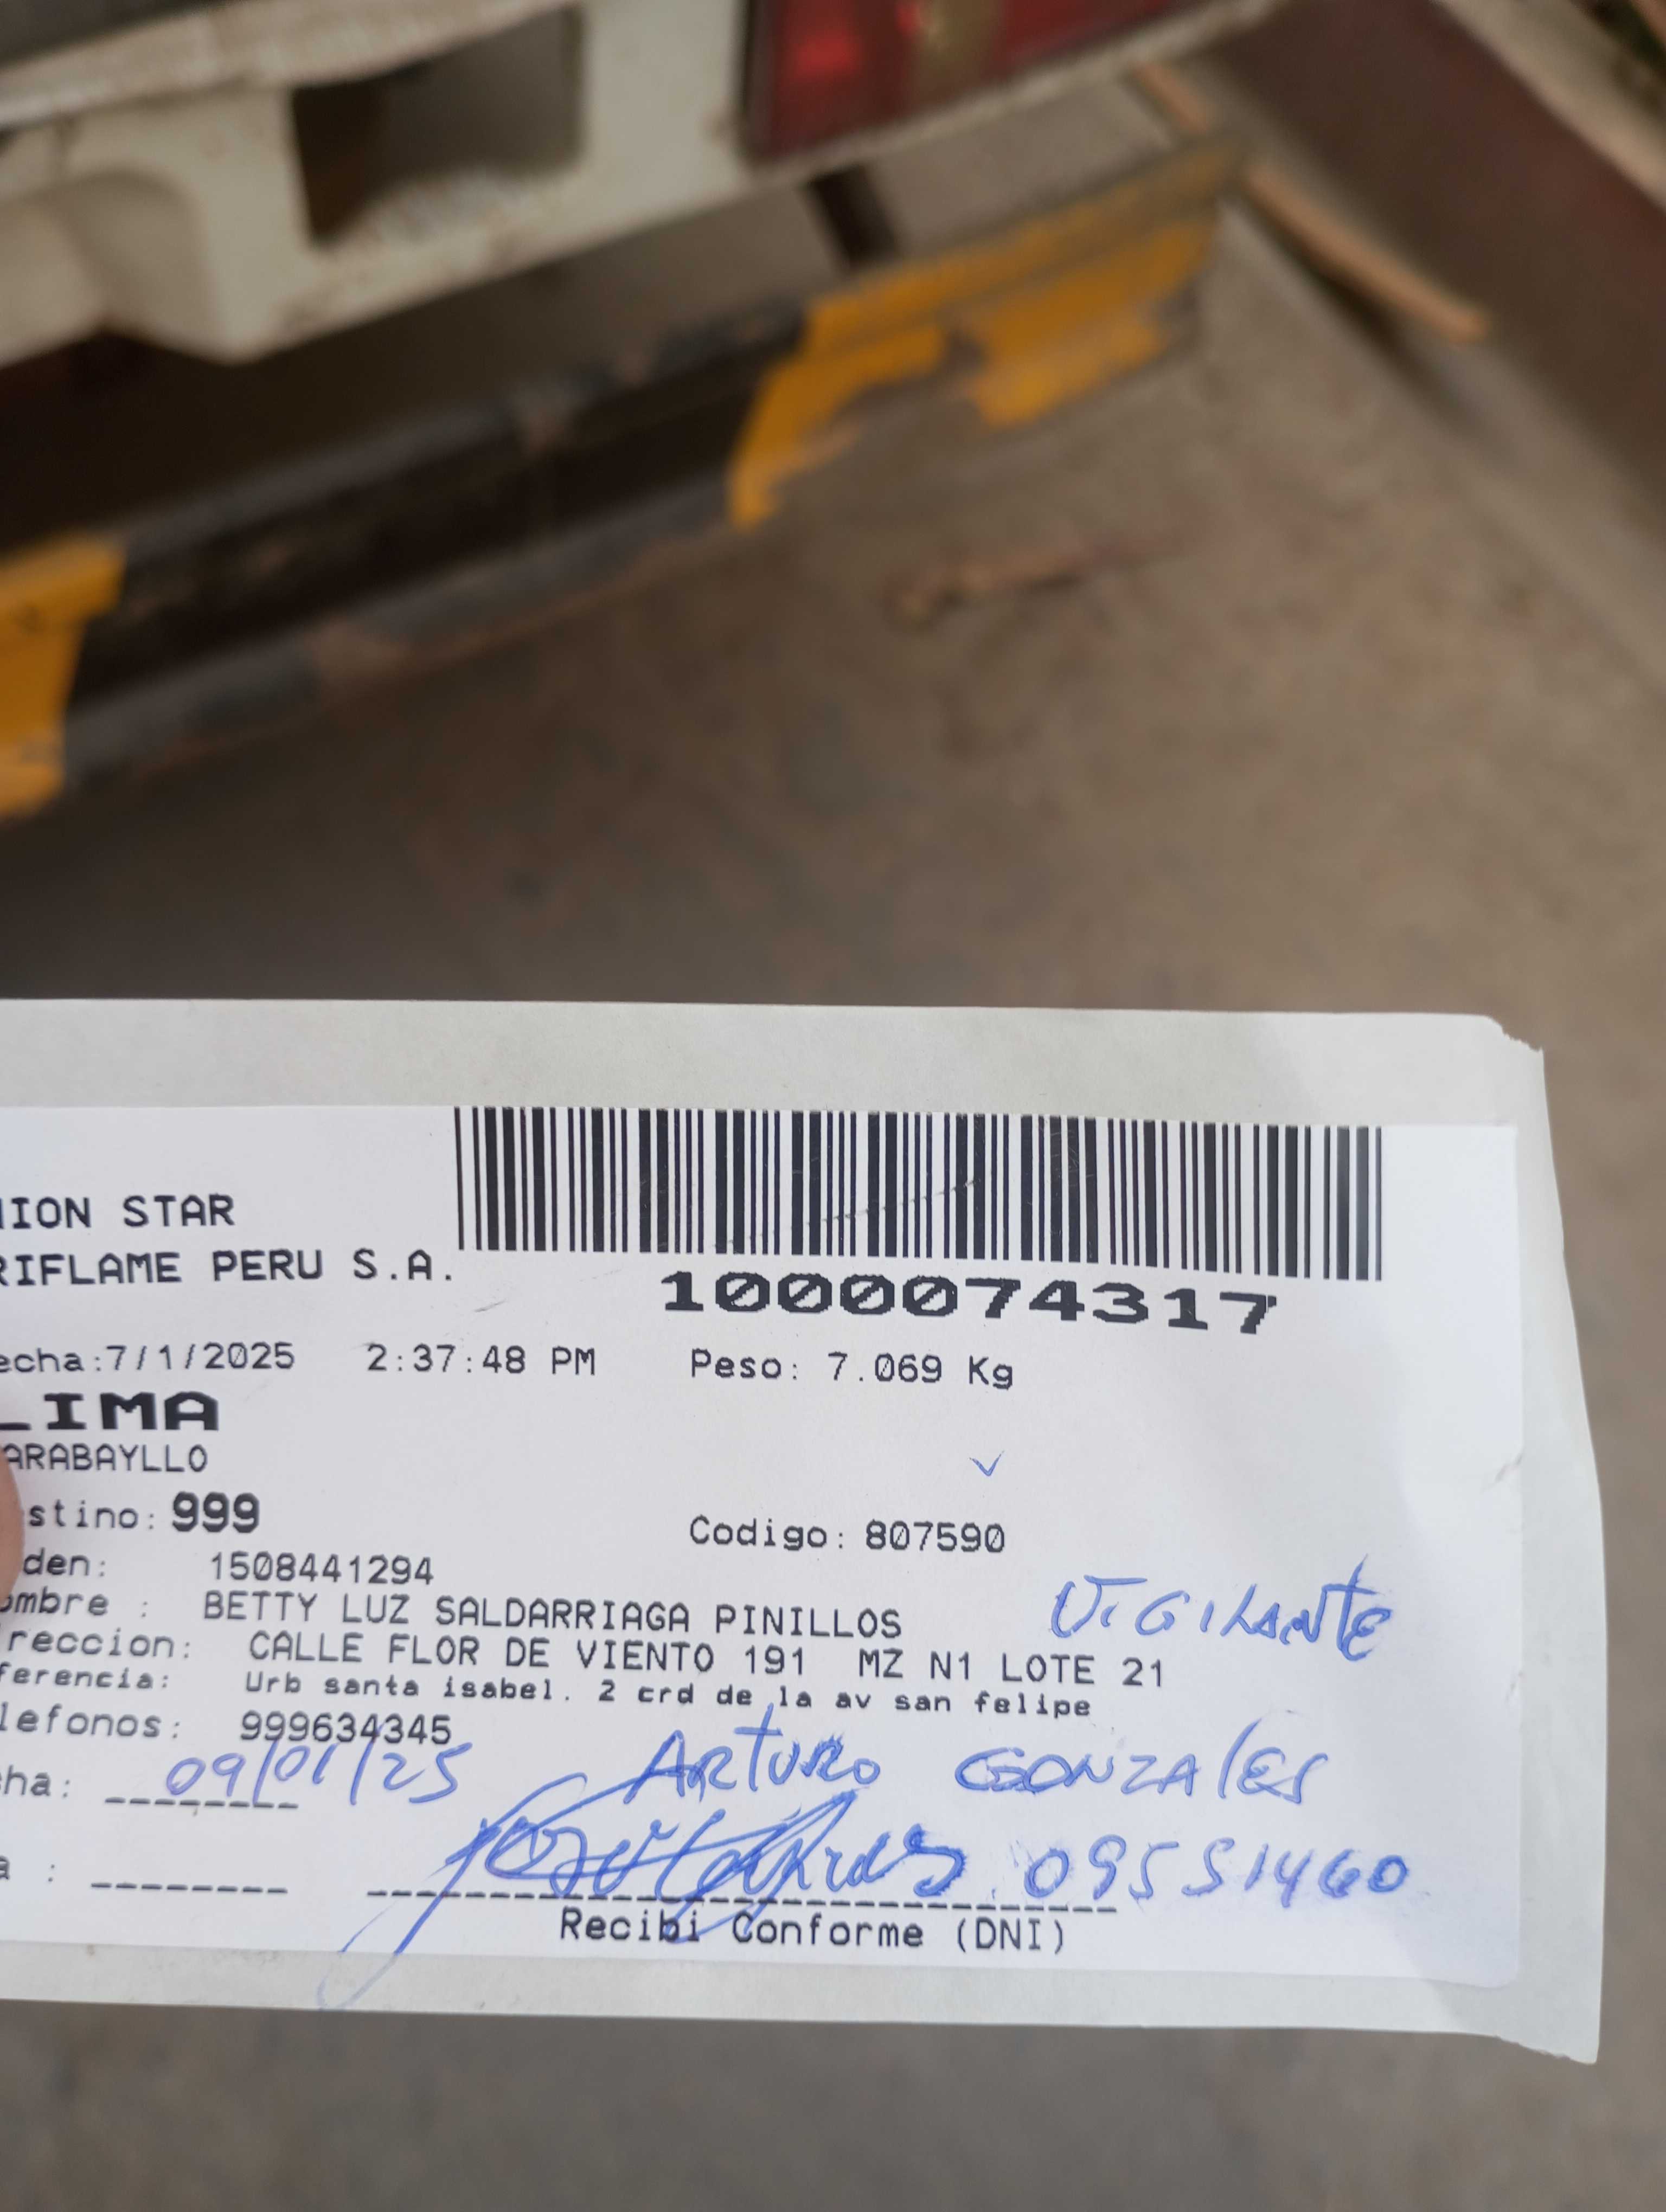 NION STAR
RIFLAME PERU S.A.
1000074317
echa:7/1/2025 2:37:48 PM Peso: 7.069 Kg
LIMA
ARABAYLLO
stino: 999
Codigo: 807590
den: 1508441294
ombre : BETTY LUZ SALDARRIAGA PINILLOS
VIGILANTE
reccion: CALLE FLOR DE VIENTO 191 MZ N1 LOTE 21
ferencia: Urb santa isabel. 2 crd de la av san felipe
lefonos: 999634345
ha: 09/01/25 ARTURO GONZALES
a : 09551460
Recibi Conforme (DNI)